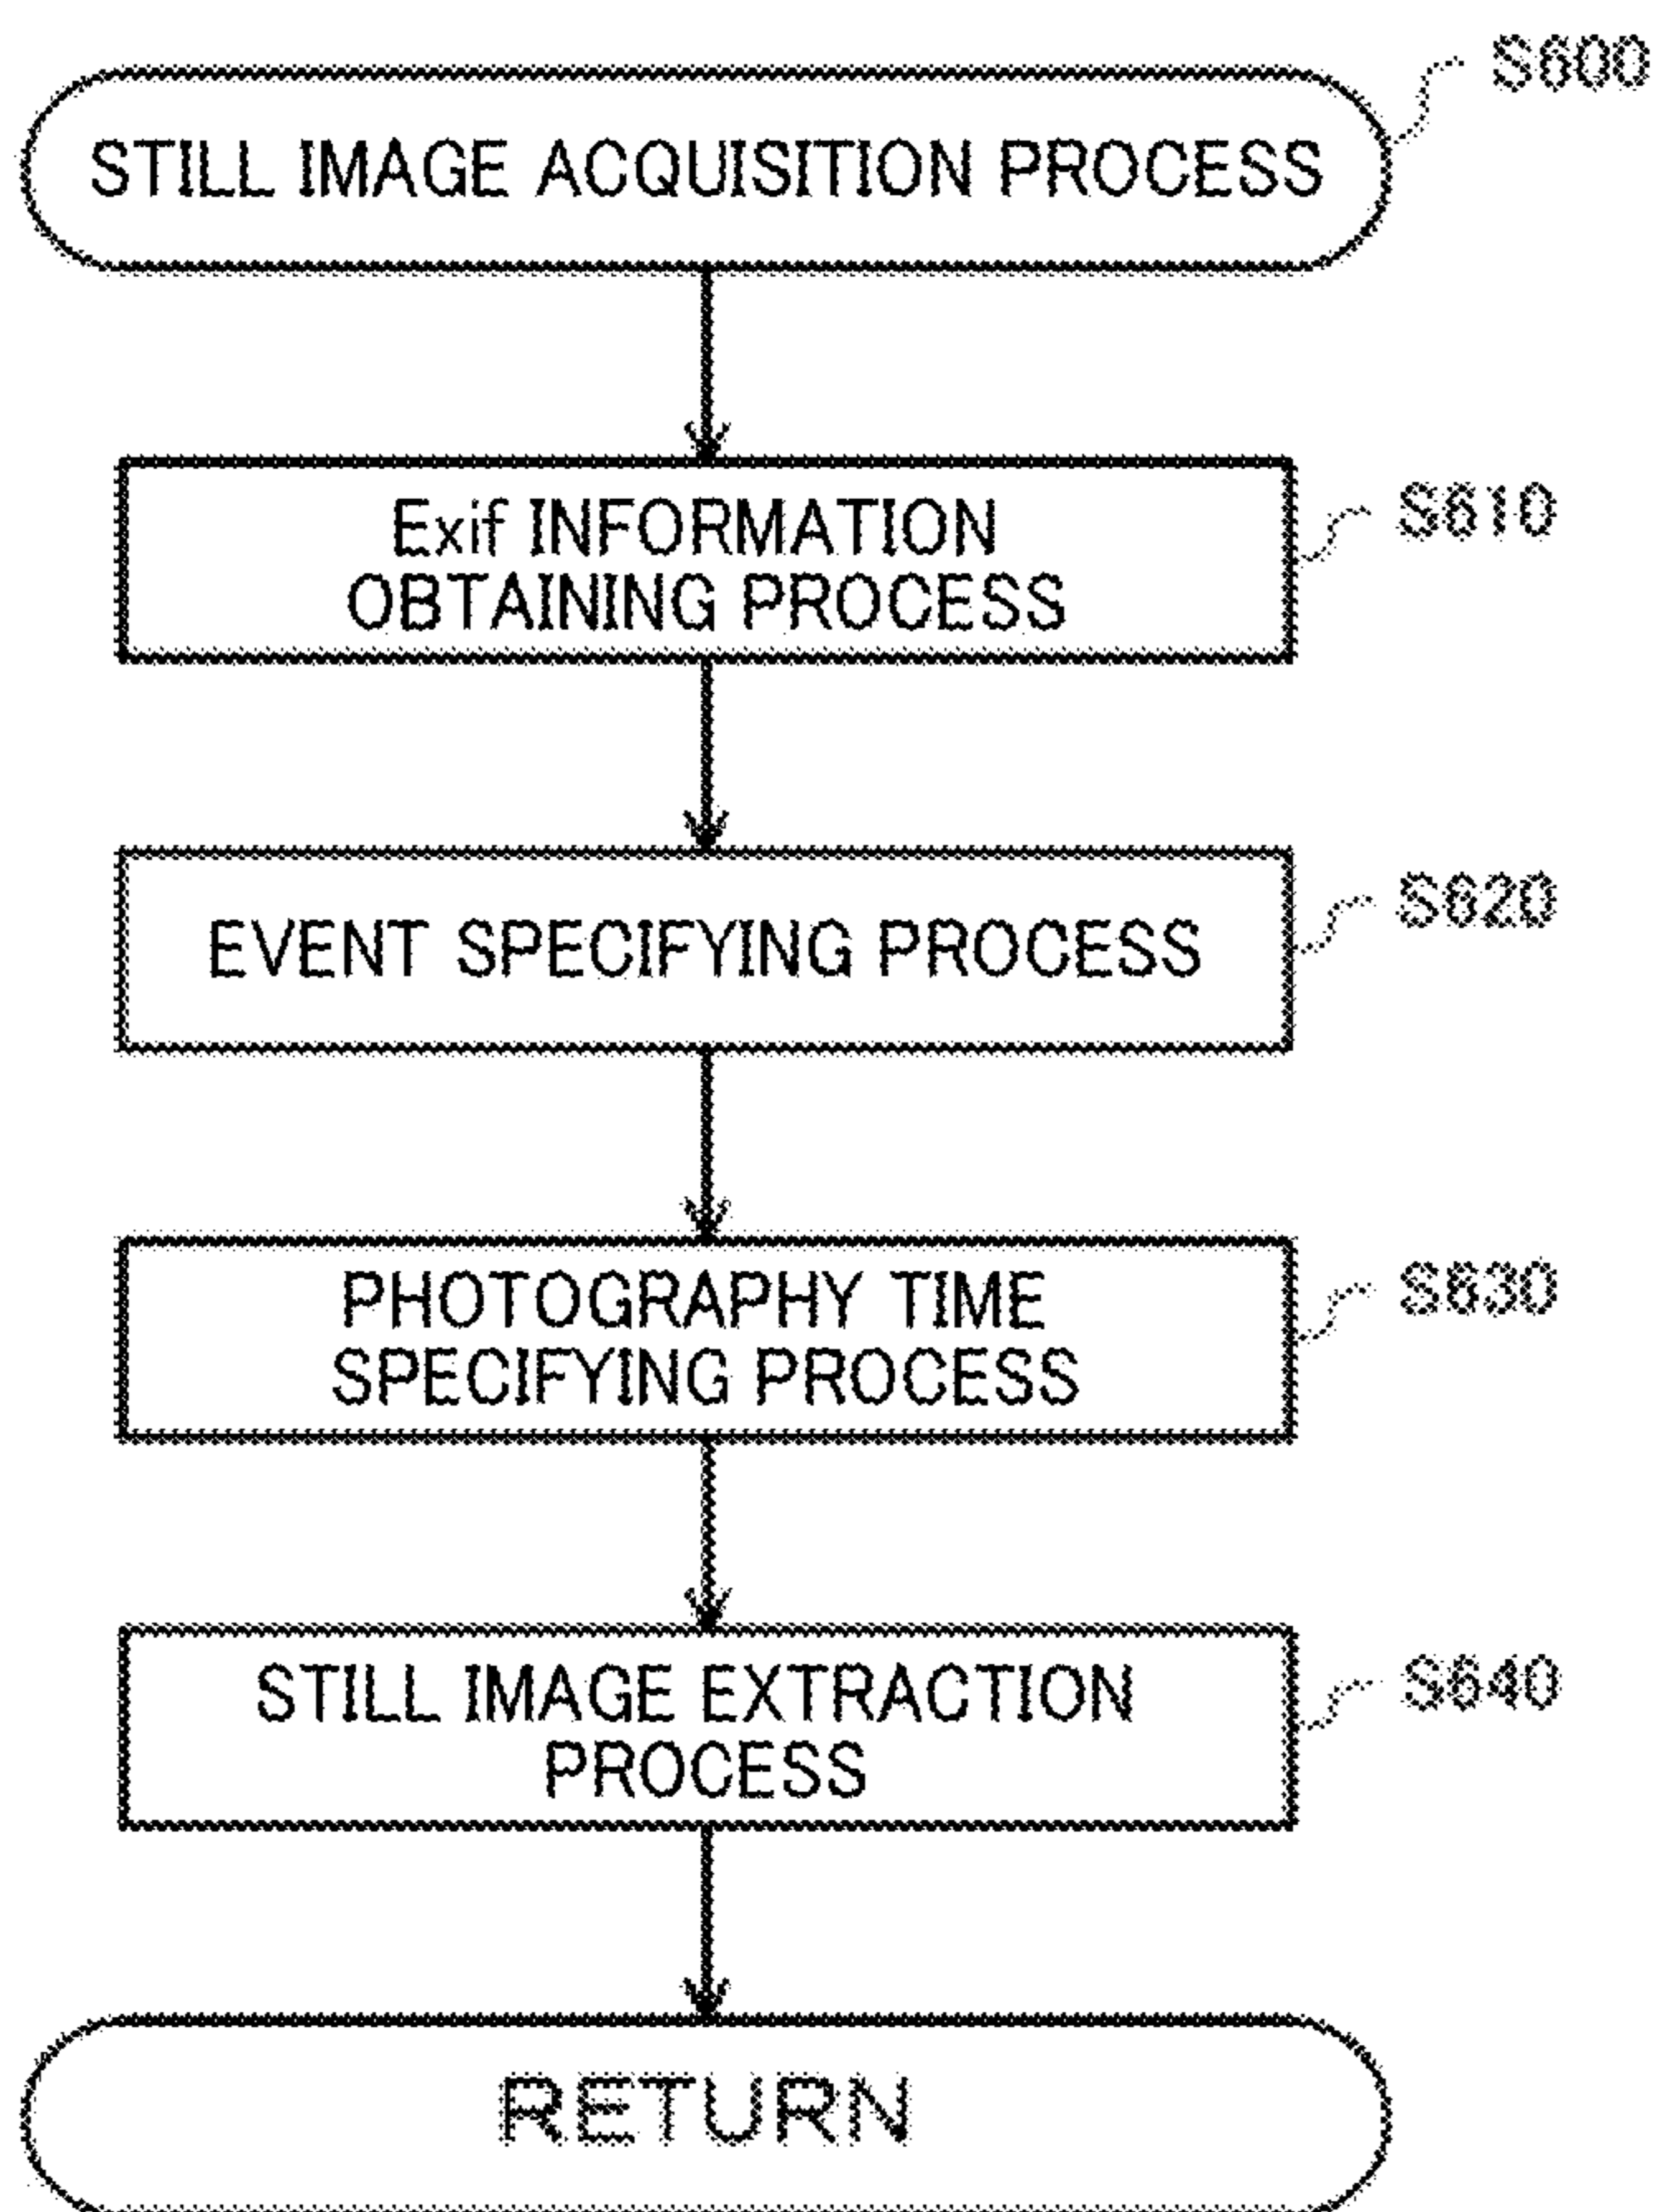 S600
STILL IMAGE ACQUISITION PROCESS
Exif INFORMATION
OBTAINING PROCESS
S610
EVENT SPECIFYING PROCESS
S620
PHOTOGRAPHY TIME
SPECIFYING PROCESS
S630
STILL IMAGE EXTRACTION
PROCESS
S640
RETURN